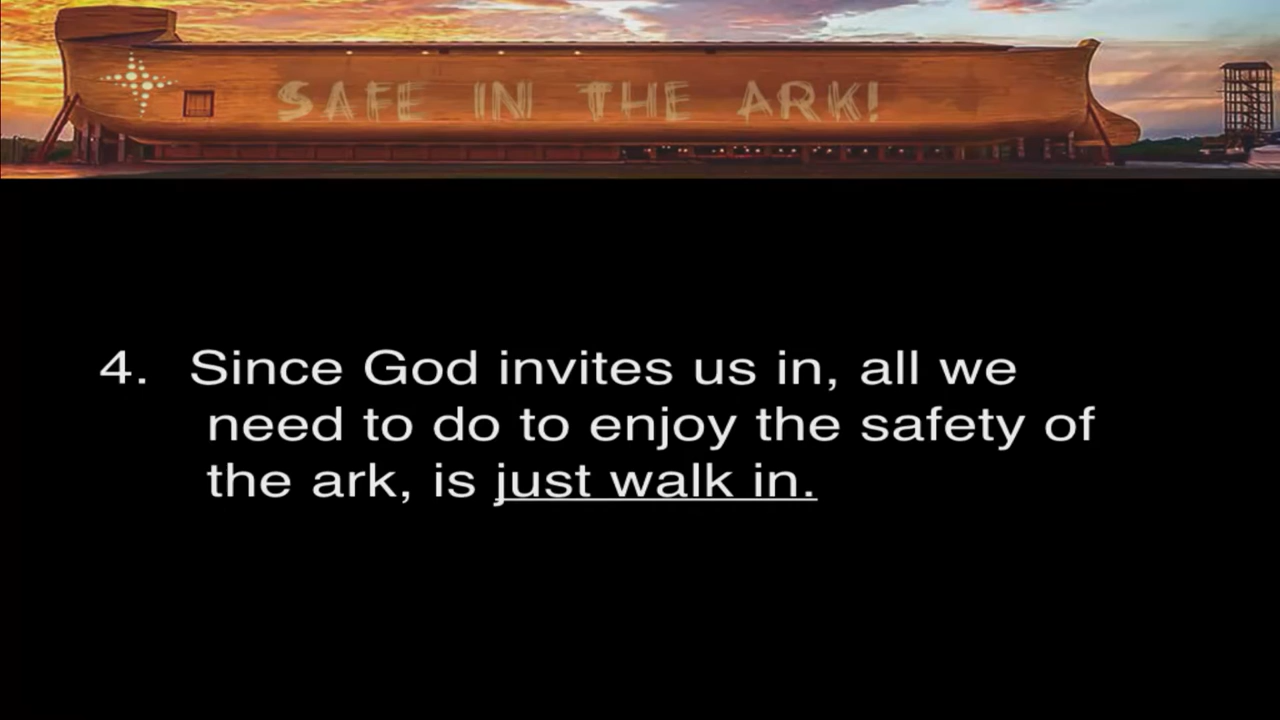 SAFE IN THE ARK!
4. Since God invites us in, all we
need to do to enjoy the safety of
the ark, is just walk in.